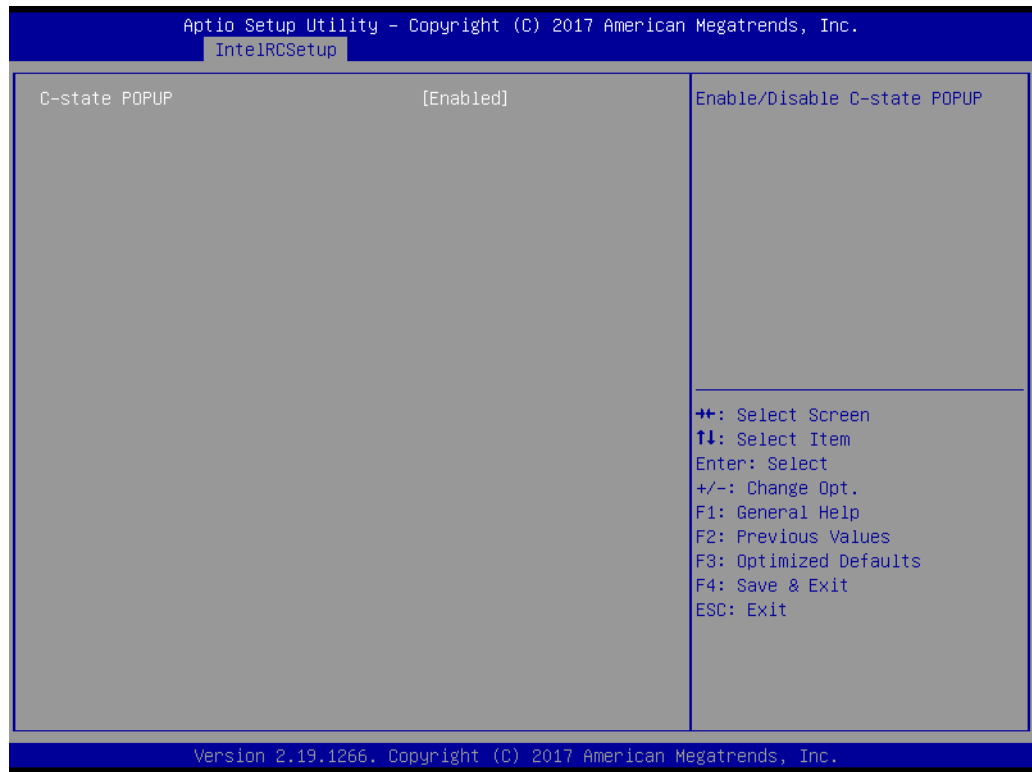 Aptio Setup Utility – Copyright (C) 2017 American Megatrends, Inc.
IntelRCSetup
C-state POPUP [Enabled]
Enable/Disable C-state POPUP
→←: Select Screen
↑↓: Select Item
Enter: Select
+/-: Change Opt.
F1: General Help
F2: Previous Values
F3: Optimized Defaults
F4: Save & Exit
ESC: Exit
Version 2.19.1266. Copyright (C) 2017 American Megatrends, Inc.